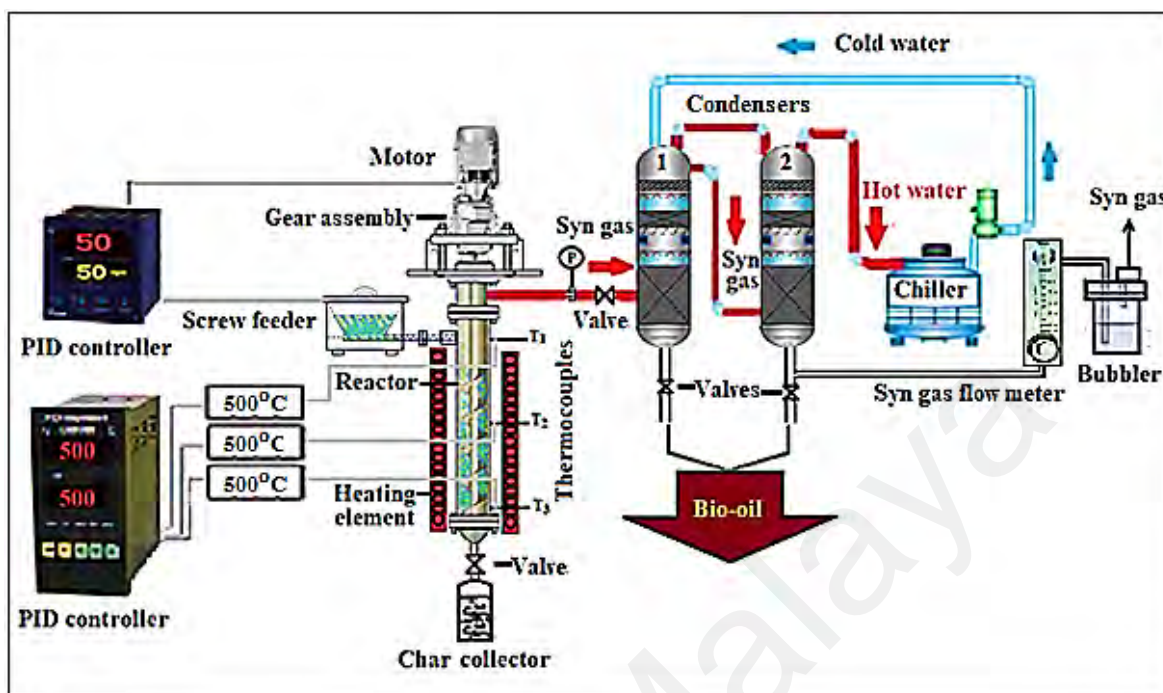 Cold water
Condensers
Motor
1
2
Hot water
Syn gas
Gear assembly
Syn gas
P
50
50
Syn
gas
Chiller
Screw feeder
Valve
PID controller
T1
Reactor
Valves
Syn gas flow meter
Bubbler
500°C
T2
Thermocouples
500
500°C
500
500°C
Heating
element
T3
Bio-oil
Valve
PID controller
Char collector
Malaya